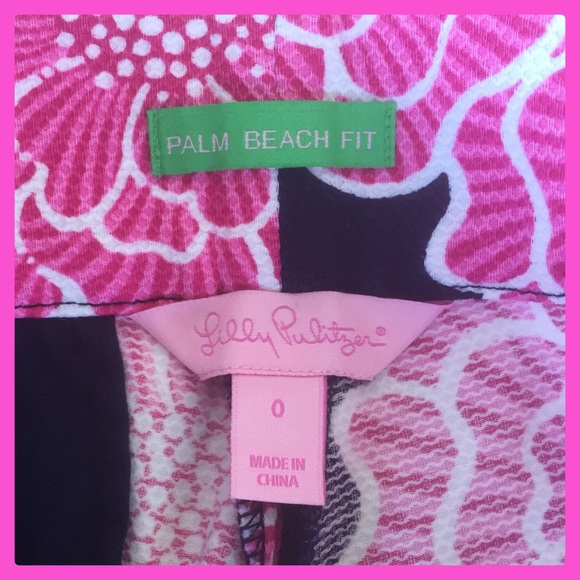 PALM BEACH FIT
Lilly Pulitzer®
0
MADE IN
CHINA